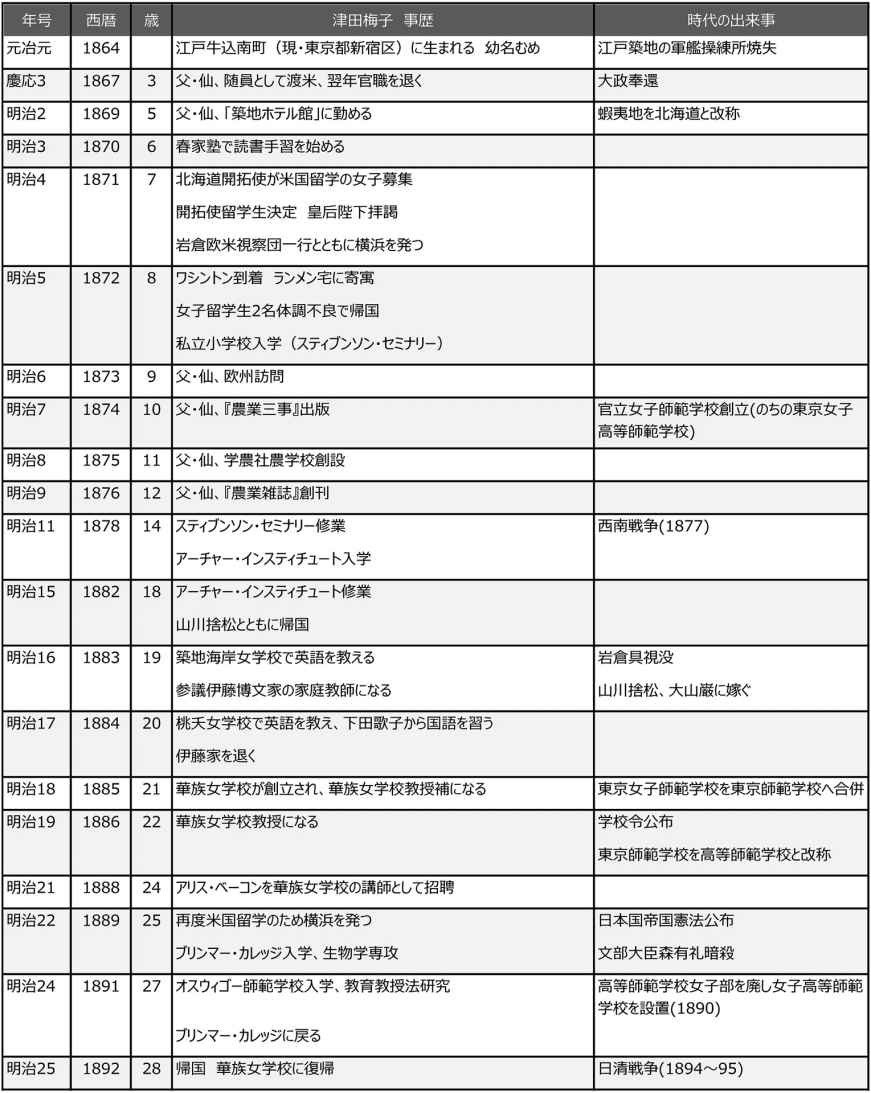 年号 西暦 歳 津田梅子 事歴 時代の出来事
元治元 1864 江戸牛込南町（現・東京都新宿区）に生まれる 幼名むめ 江戸築地の軍艦操練所焼失
慶応3 1867 3 父・仙、随員として渡米、翌年官職を退く 大政奉還
明治2 1869 5 父・仙、「築地ホテル館」に勤める 蝦夷地を北海道と改称
明治3 1870 6 春家塾で読書手習を始める
明治4 1871 7 北海道開拓使が米国留学の女子募集
開拓使留学生決定 皇后陛下拝謁
岩倉欧米視察団一行とともに横浜を発つ
明治5 1872 8 ワシントン到着 ランメン宅に寄寓
女子留学生2名体調不良で帰国
私立小学校入学（スティブンソン・セミナリー）
明治6 1873 9 父・仙、欧州訪問
明治7 1874 10 父・仙、『農業三事』出版 官立女子師範学校創立(のちの東京女子
高等師範学校)
明治8 1875 11 父・仙、学農社農学校創設
明治9 1876 12 父・仙、『農業雑誌』創刊
明治11 1878 14 スティブンソン・セミナリー修業 西南戦争(1877)
アーチャー・インスティチュート入学
明治15 1882 18 アーチャー・インスティチュート修業
山川捨松とともに帰国
明治16 1883 19 築地海岸女学校で英語を教える 岩倉具視没
参議伊藤博文家の家庭教師になる 山川捨松、大山巌に嫁ぐ
明治17 1884 20 桃夭女学校で英語を教え、下田歌子から国語を習う
伊藤家を退く
明治18 1885 21 華族女学校が創立され、華族女学校教授補になる 東京女子師範学校を東京師範学校へ合併
明治19 1886 22 華族女学校教授になる 学校令公布
東京師範学校を高等師範学校と改称
明治21 1888 24 アリス・ベーコンを華族女学校の講師として招聘
明治22 1889 25 再度米国留学のため横浜を発つ 日本国帝国憲法公布
ブリンマー・カレッジ入学、生物学専攻 文部大臣森有礼暗殺
明治24 1891 27 オスウィゴー師範学校入学、教育教授法研究 高等師範学校女子部を廃し女子高等師範
学校を設置(1890)
ブリンマー・カレッジに戻る
明治25 1892 28 帰国 華族女学校に復帰 日清戦争(1894～95)